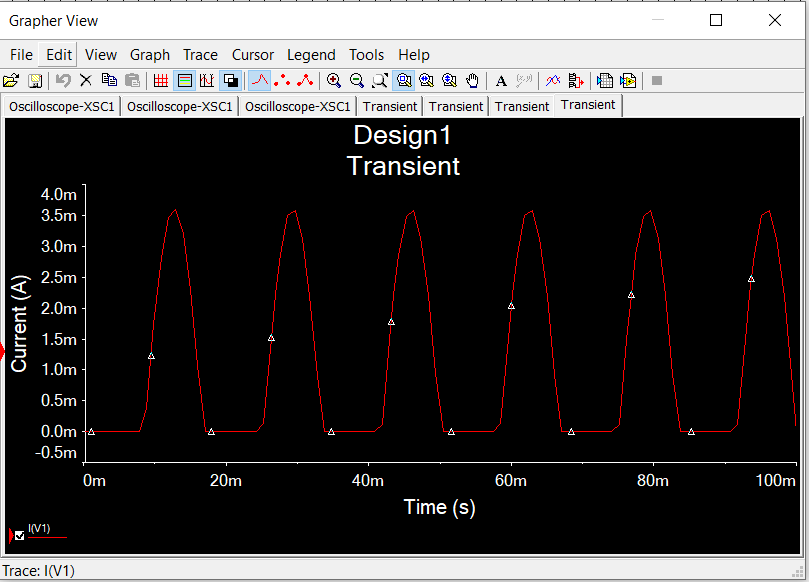 Grapher View
File Edit View Graph Trace Cursor Legend Tools Help
A
Oscilloscope-XSC1 Oscilloscope-XSC1 Oscilloscope-XSC1 Transient Transient Transient Transient
Design1
Transient
Current (A)
4.0m
3.5m
3.0m
2.5m
2.0m
1.5m
1.0m
0.5m
0.0m
-0.5m
0m 20m 40m 60m 80m 100m
Time (s)
I(V1)
Trace: I(V1)